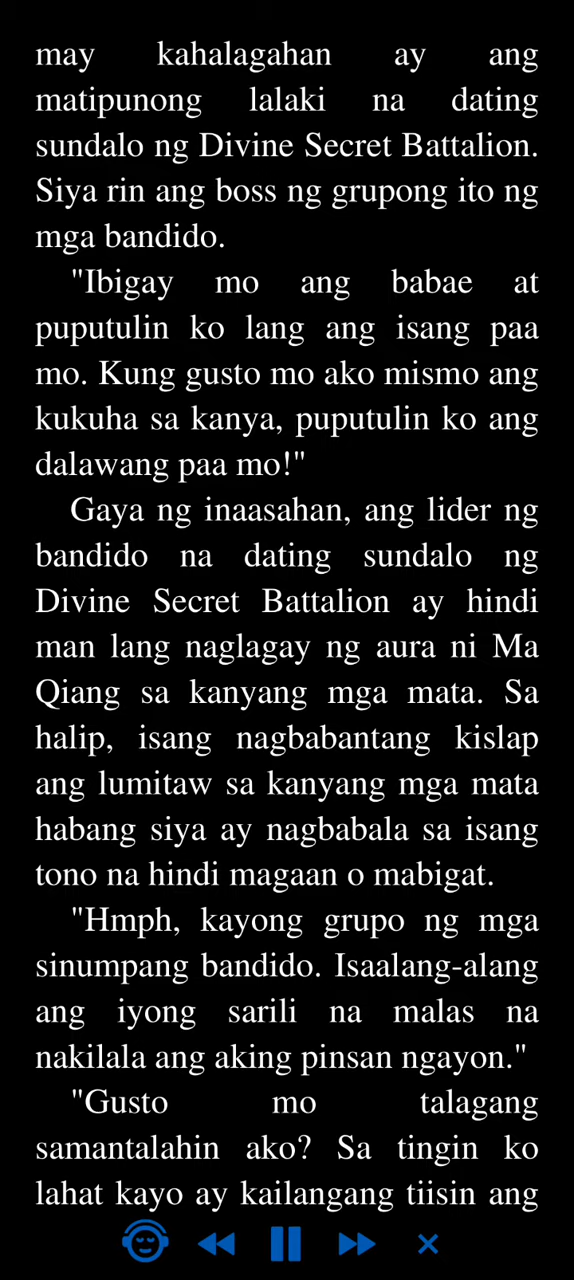 may kahalagahan ay ang
matipunong lalaki na dating
sundalo ng Divine Secret Battalion.
Siya rin ang boss ng grupong ito ng
mga bandido.
"Ibigay mo ang babae at
puputulin ko lang ang isang paa
mo. Kung gusto mo ako mismo ang
kukuha sa kanya, puputulin ko ang
dalawang paa mo!"
Gaya ng inaasahan, ang lider ng
bandido na dating sundalo ng
Divine Secret Battalion ay hindi
man lang naglagay ng aura ni Ma
Qiang sa kanyang mga mata. Sa
halip, isang nagbabantang kislap
ang lumitaw sa kanyang mga mata
habang siya ay nagbabala sa isang
tono na hindi magaan o mabigat.
"Hmph, kayong grupo ng mga
sinumpang bandido. Isaalang-alang
ang iyong sarili na malas na
nakilala ang aking pinsan ngayon."
"Gusto mo talagang
samantalahin ako? Sa tingin ko
lahat kayo ay kailangang tiisin ang